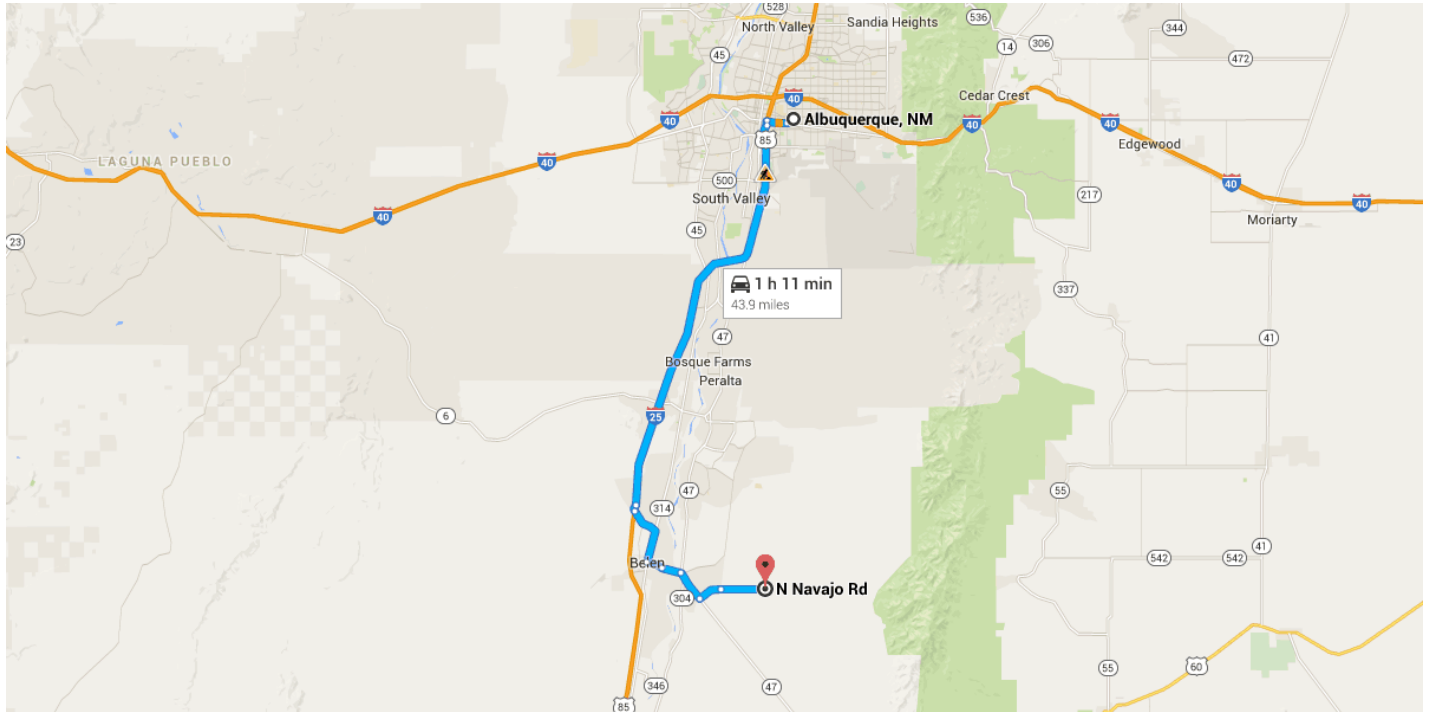 528
North Valley
Sandia Heights
536
344
45
14
306
472
40
40
Cedar Crest
40
Albuquerque, NM
40
40
85
Edgewood
LAGUNA PUEBLO
40
500
40
South Valley
217
40
40
Moriarty
45
23
1 h 11 min
43.9 miles
337
47
41
Bosque Farms
Peralta
6
25
47
55
314
41
542
542
Belen
N Navajo Rd
304
55
60
346
47
85